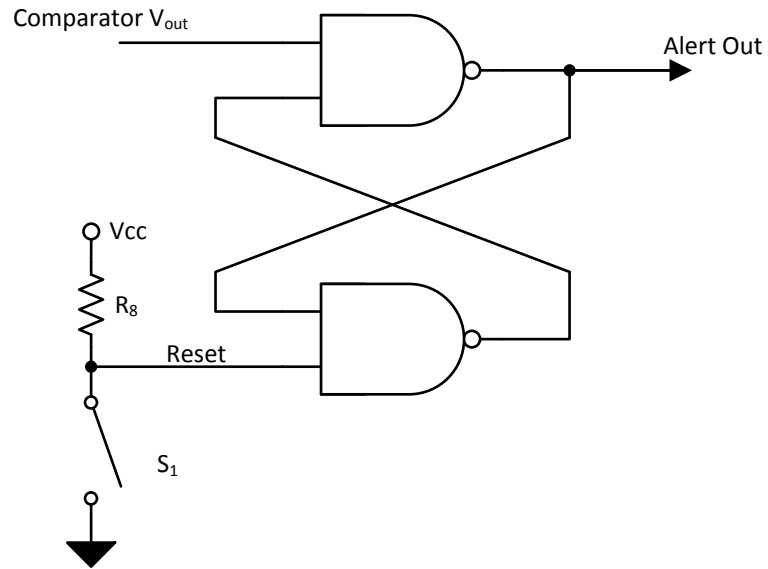 Comparator Vout
Alert Out
Vcc
R8
Reset
S1